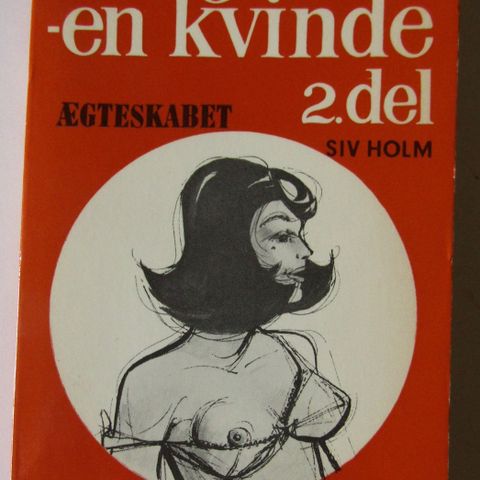 -en kvinde
2.del
ÆGTESKABET
SIV HOLM